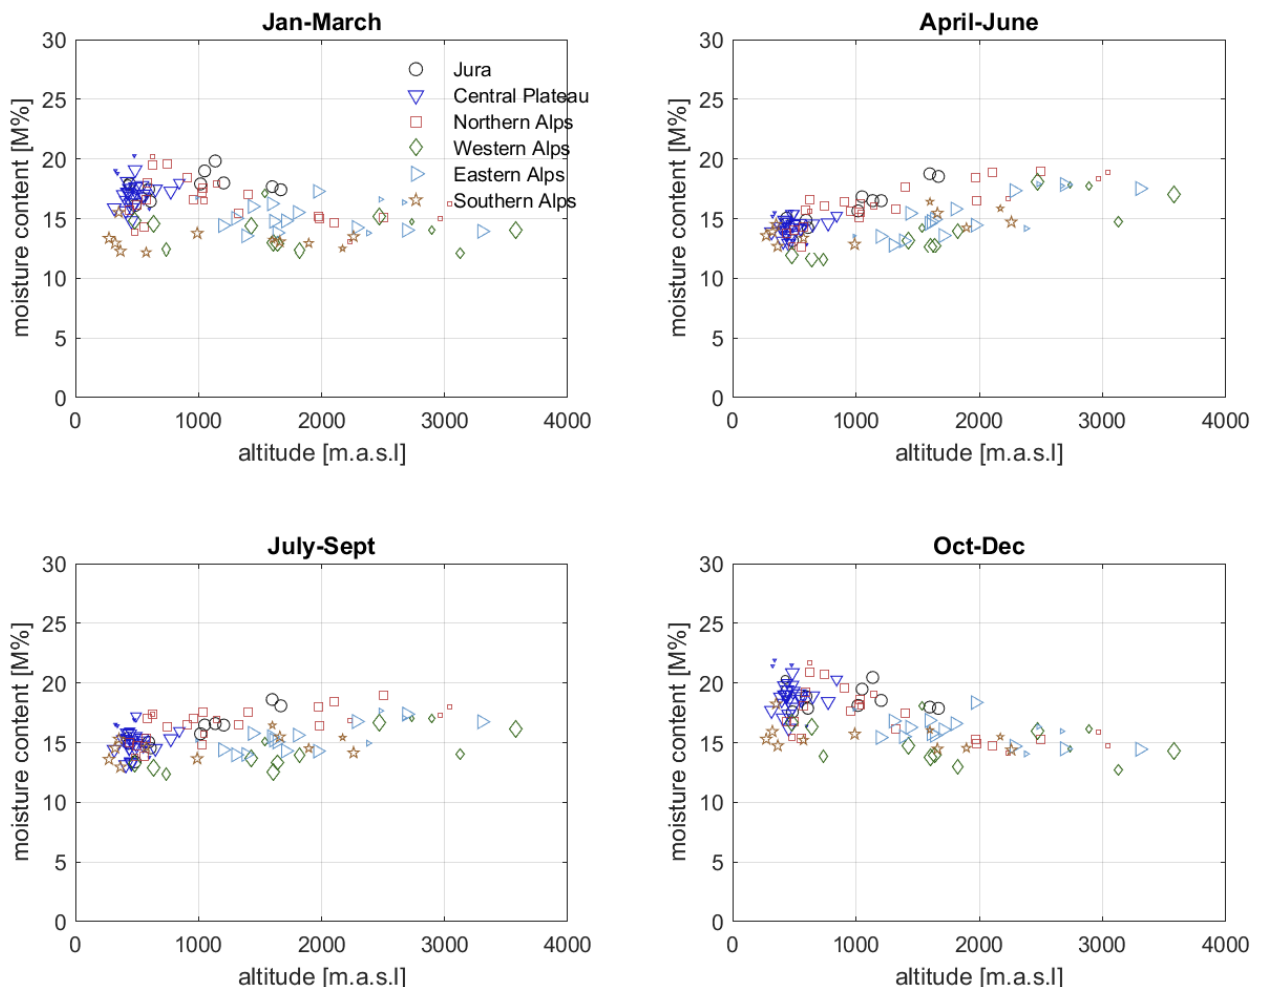 Jan-March
30
25
20
15
10
5
0
0 1000 2000 3000 4000
moisture content [M%]
altitude [m.a.s.l]
Jura
Central Plateau
Northern Alps
Western Alps
Eastern Alps
Southern Alps
April-June
30
25
20
15
10
5
0
0 1000 2000 3000 4000
moisture content [M%]
altitude [m.a.s.l]
July-Sept
30
25
20
15
10
5
0
0 1000 2000 3000 4000
moisture content [M%]
altitude [m.a.s.l]
Oct-Dec
30
25
20
15
10
5
0
0 1000 2000 3000 4000
moisture content [M%]
altitude [m.a.s.l]